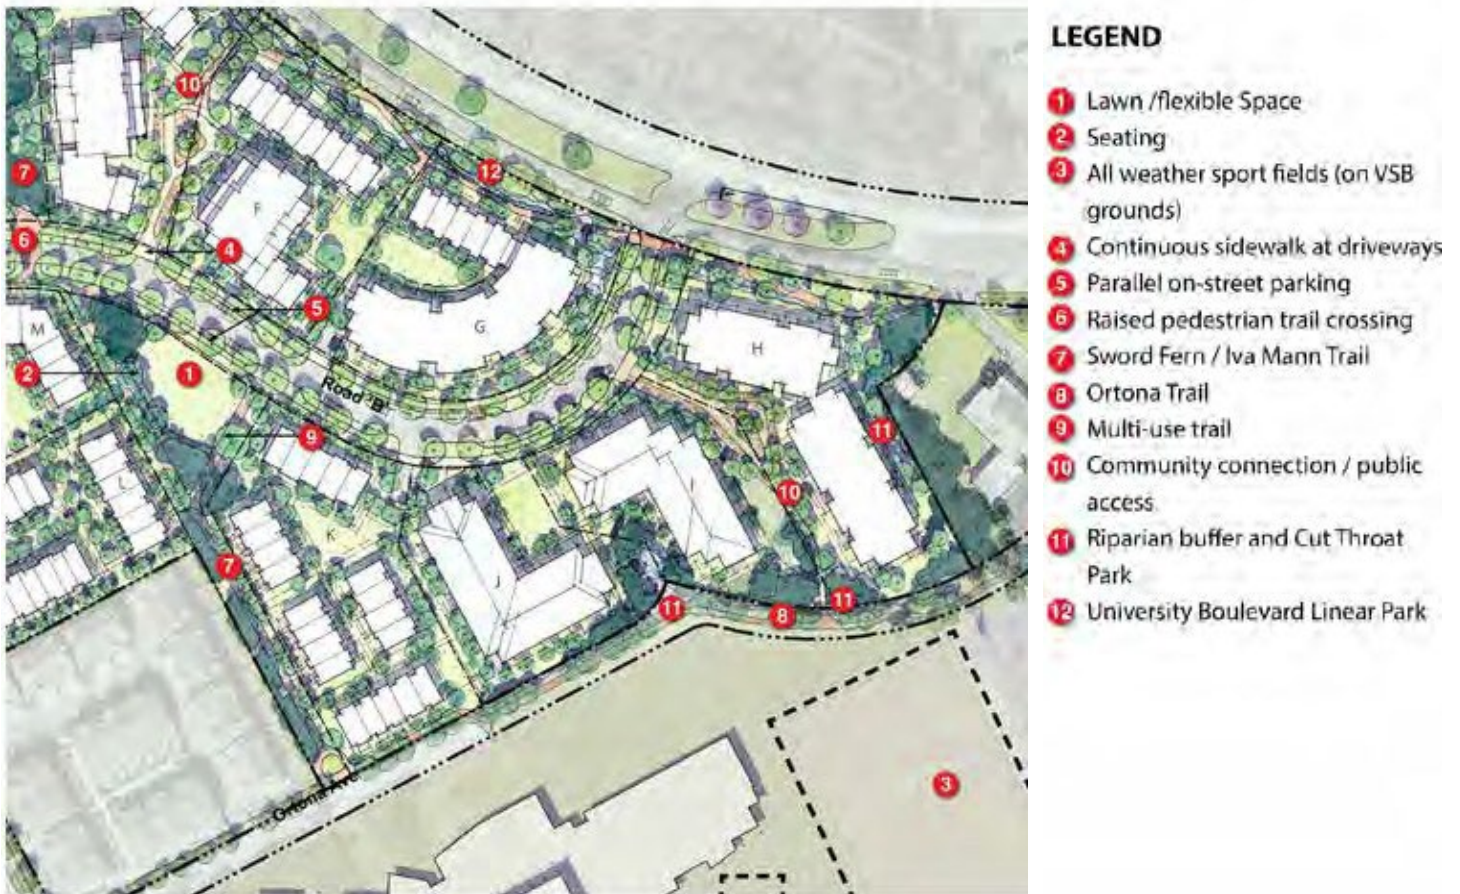 10
7
12
F
6
4
5
G
M
H
2
1
Road 'B'
9
11
L
I
10
K
7
J
11
8
11
3
Ortona Ave
LEGEND
1 Lawn /flexible Space
2 Seating
3 All weather sport fields (on VSB
grounds)
4 Continuous sidewalk at driveways
5 Parallel on-street parking
6 Raised pedestrian trail crossing
7 Sword Fern / Iva Mann Trail
8 Ortona Trail
9 Multi-use trail
10 Community connection / public
access
11 Riparian buffer and Cut Throat
Park
12 University Boulevard Linear Park